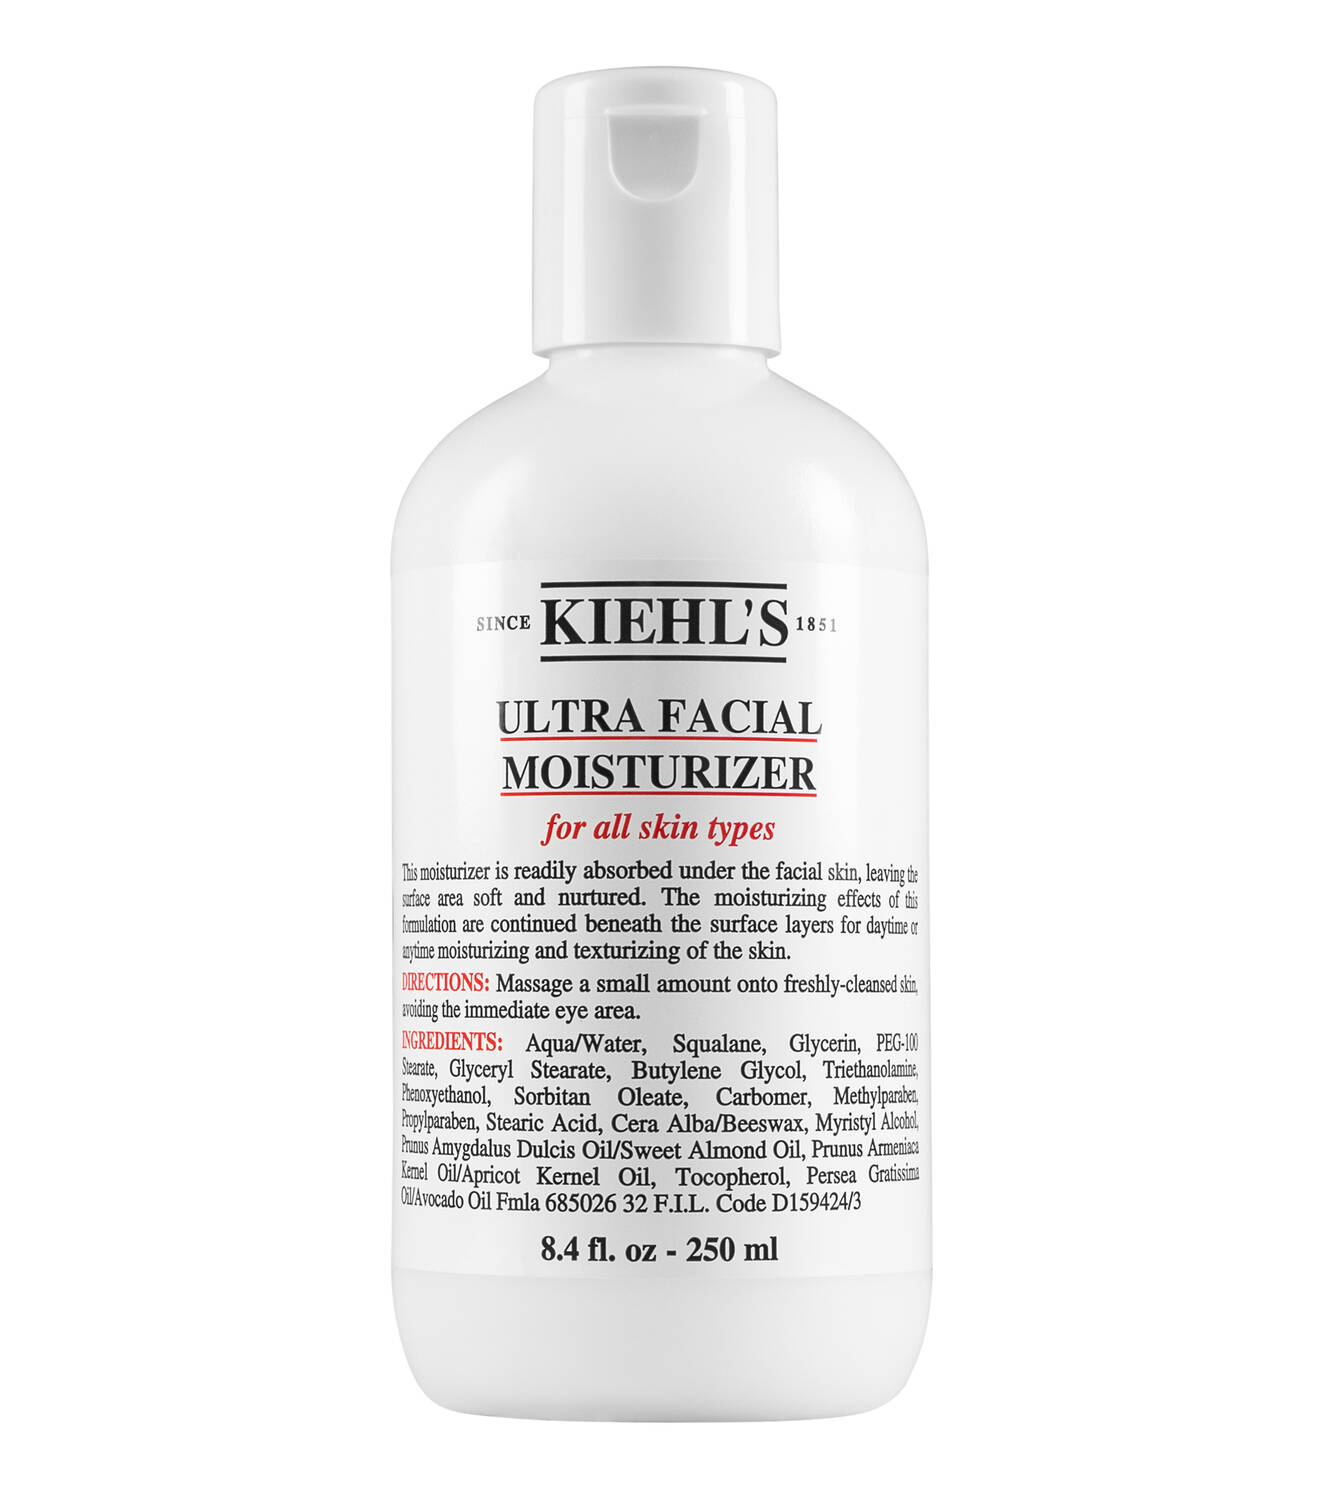 SINCE KIEHL'S 1851
ULTRA FACIAL
MOISTURIZER
for all skin types
This moisturizer is readily absorbed under the facial skin, leaving the
surface area soft and nurtured. The moisturizing effects of this
formulation are continued beneath the surface layers for daytime or
anytime moisturizing and texturizing of the skin.
DIRECTIONS: Massage a small amount onto freshly-cleansed skin,
avoiding the immediate eye area.
INGREDIENTS: Aqua/Water, Squalane, Glycerin, PEG-100
Stearate, Glyceryl Stearate, Butylene Glycol, Triethanolamine,
Phenoxyethanol, Sorbitan Oleate, Carbomer, Methylparaben,
Propylparaben, Stearic Acid, Cera Alba/Beeswax, Myristyl Alcohol,
Prunus Amygdalus Dulcis Oil/Sweet Almond Oil, Prunus Armeniaca
Kernel Oil/Apricot Kernel Oil, Tocopherol, Persea Gratissima
Oil/Avocado Oil Fmla 685026 32 F.I.L. Code D159424/3
8.4 fl. oz - 250 ml